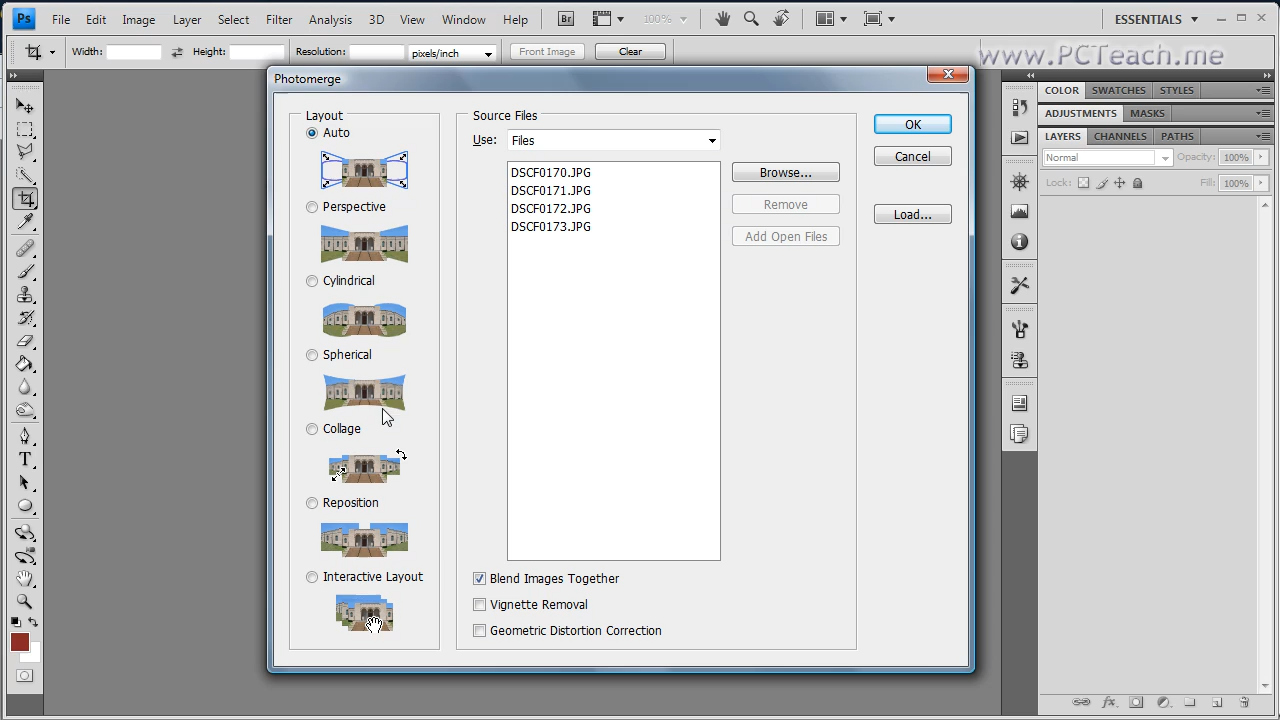 Ps File Edit Image Layer Select Filter Analysis 3D View Window Help Br 100% ESSENTIALS
Width: Height: Resolution: pixels/inch Front Image Clear
www.PCTeach.me
Photomerge
Layout
Auto
Perspective
Cylindrical
Spherical
Collage
Reposition
Interactive Layout
Source Files
Use: Files
DSCF0170.JPG
DSCF0171.JPG
DSCF0172.JPG
DSCF0173.JPG
Browse...
Remove
Add Open Files
Blend Images Together
Vignette Removal
Geometric Distortion Correction
OK
Cancel
Load...
COLOR SWATCHES STYLES
ADJUSTMENTS MASKS
LAYERS CHANNELS PATHS
Normal Opacity: 100%
Lock: Fill: 100%